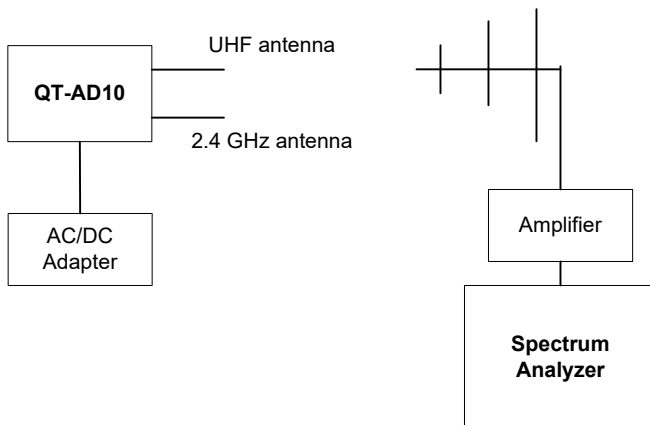 UHF antenna
QT-AD10
2.4 GHz antenna
AC/DC
Adapter
Amplifier
Spectrum
Analyzer